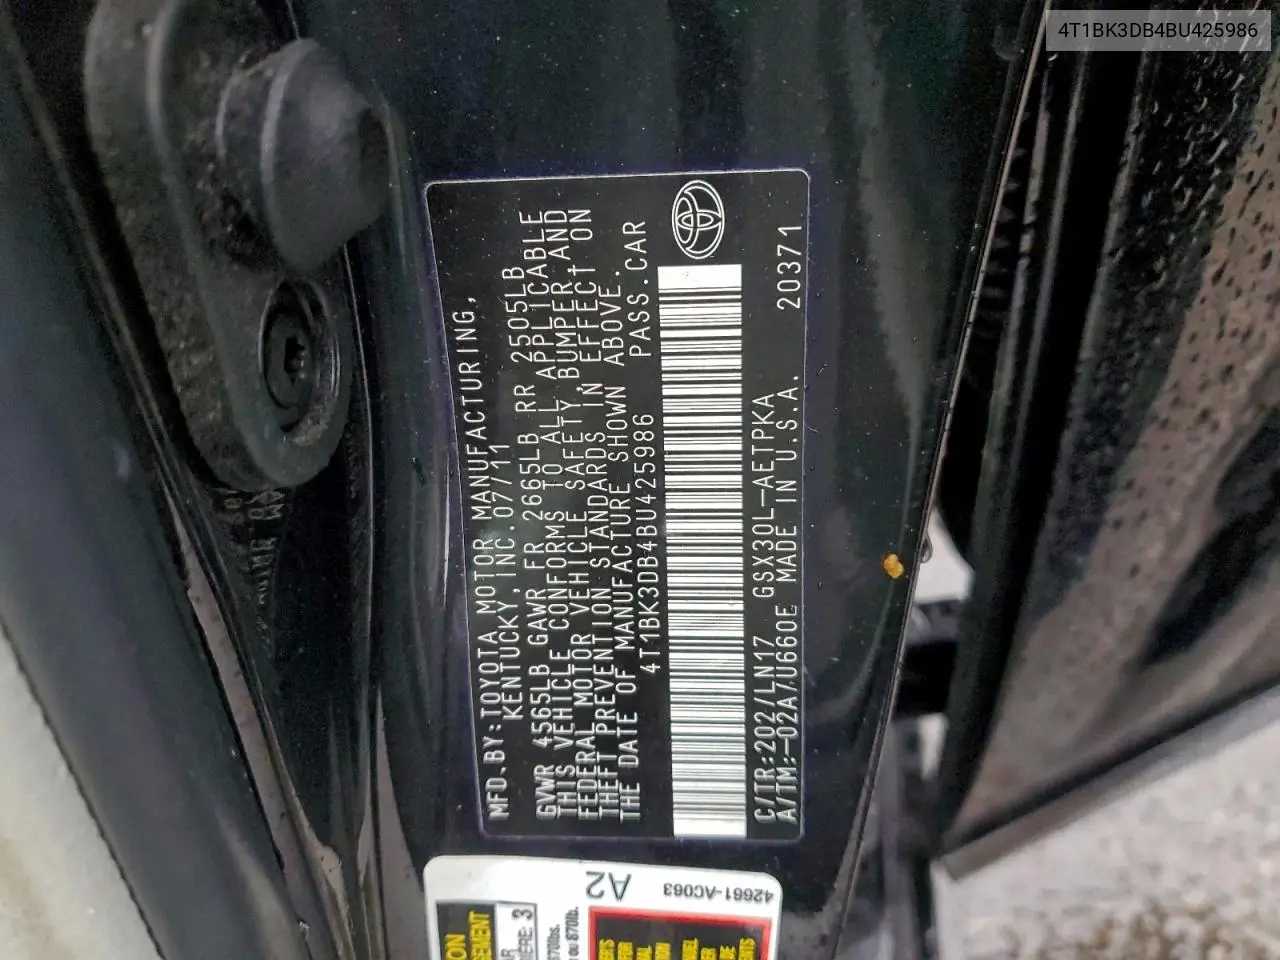 4T1BK3DB4BU425986
MFD.BY:TOYOTA MOTOR MANUFACTURING,
KENTUCKY, INC. 07/11
GVWR 4565LB GAWR FR 2665LB RR 2505LB
THIS VEHICLE CONFORMS TO ALL APPLICABLE
FEDERAL MOTOR VEHICLE SAFETY, BUMPER, AND
THEFT PREVENTION STANDARDS IN EFFECT ON
THE DATE OF MANUFACTURE SHOWN ABOVE.
4T1BK3DB4BU425986 PASS.CAR
C/TR:202/LN17 GSX30L-AETPKA
A/TM:-02A/U660E MADE IN U.S.A. 20371
A2
42661-AC063
3
870lb.